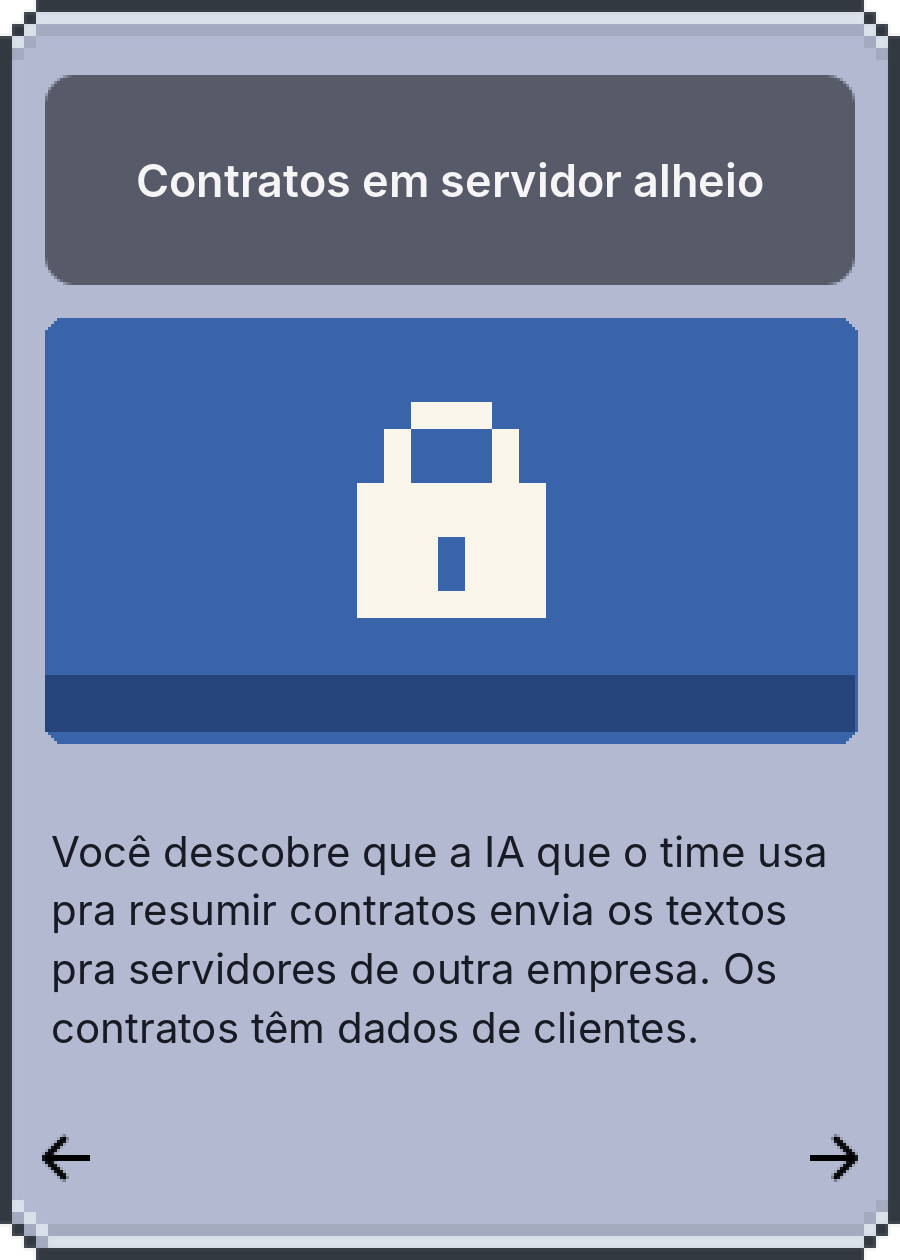 Contratos em servidor alheio
Você descobre que a IA que o time usa
pra resumir contratos envia os textos
pra servidores de outra empresa. Os
contratos têm dados de clientes.